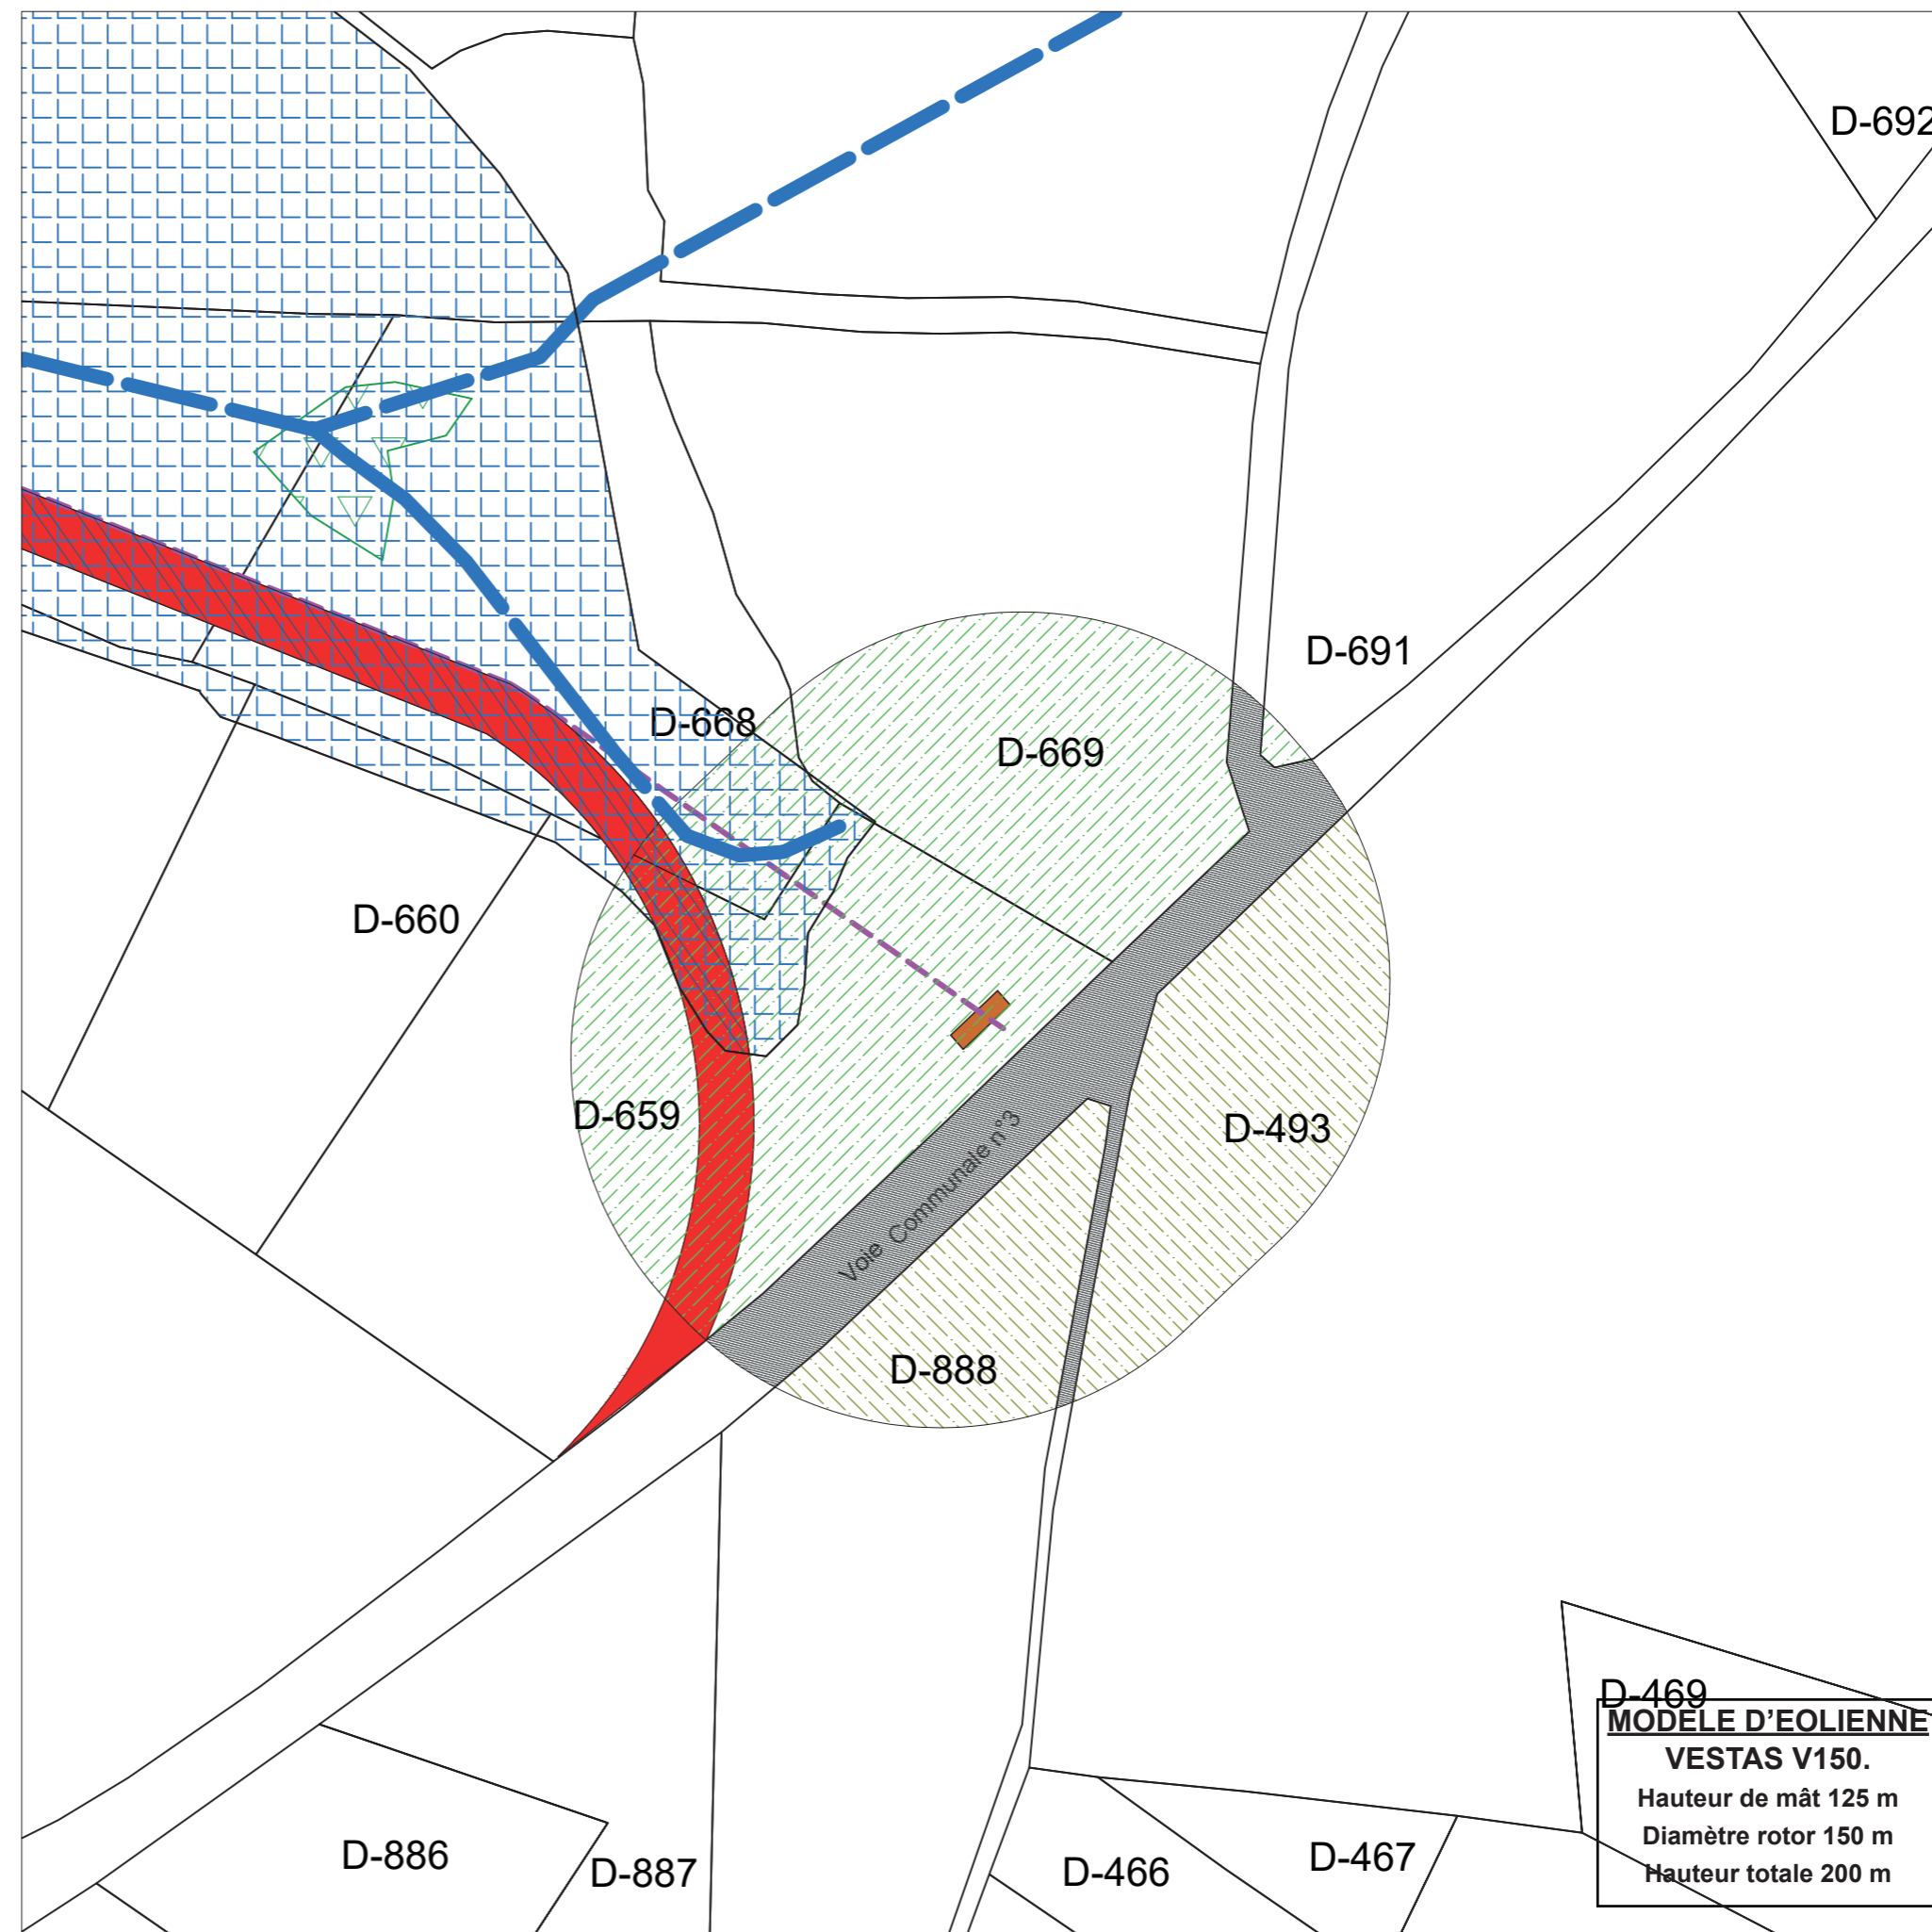 D-692
D-691
D-668
D-669
D-660
D-659
D-493
Voie Communale n°3
D-888
D-469
MODELE D'EOLIENNE
VESTAS V150.
Hauteur de mât 125 m
Diamètre rotor 150 m
Hauteur totale 200 m
D-886
D-887
D-466
D-467